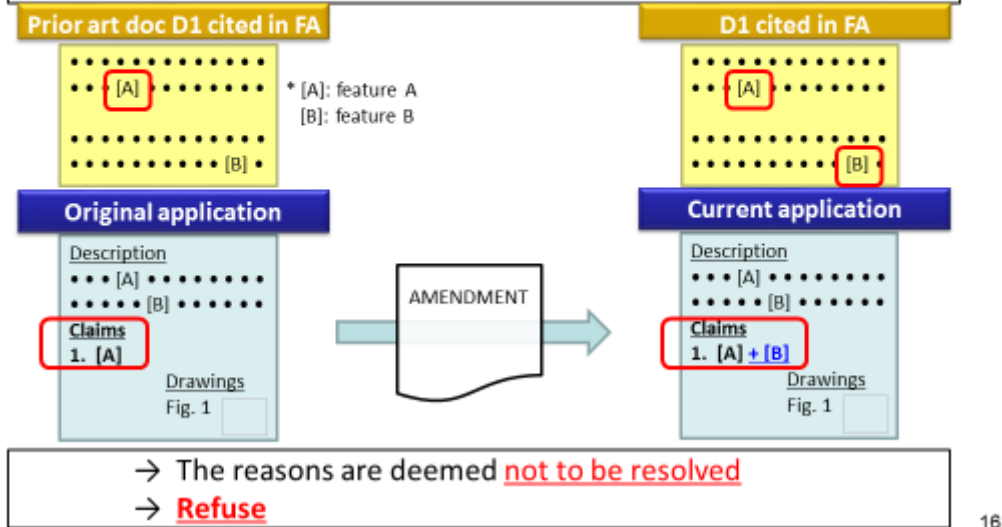 Prior art doc D1 cited in FA
D1 cited in FA
[A]
* [A]: feature A
[B]: feature B
[B]
[A]
[B]
Original application
Current application
Description
[A]
[B]
Claims
1. [A]
Drawings
Fig. 1
AMENDMENT
Description
[A]
[B]
Claims
1. [A] + [B]
Drawings
Fig. 1
→ The reasons are deemed not to be resolved
→ Refuse
16